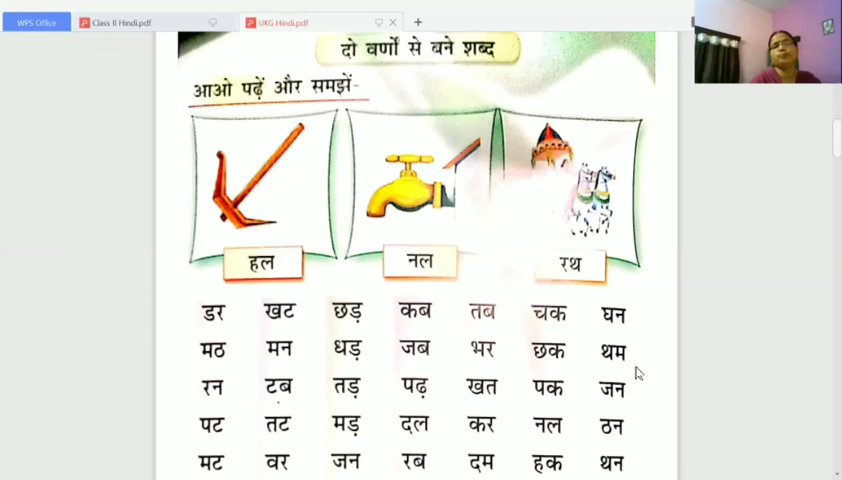 WPS Office Class II Hindi.pdf UKG Hindi.pdf
दो वर्णों से बने शब्द
आओ पढ़ें और समझें-
हल नल रथ
डर खट छड़ कब तब चक घन
मठ मन धड़ जब भर छक थम
रन टब तड़ पढ़ खत पक जन
पट तट मड़ दल कर नल ठन
मट वर जन रब दम हक थन